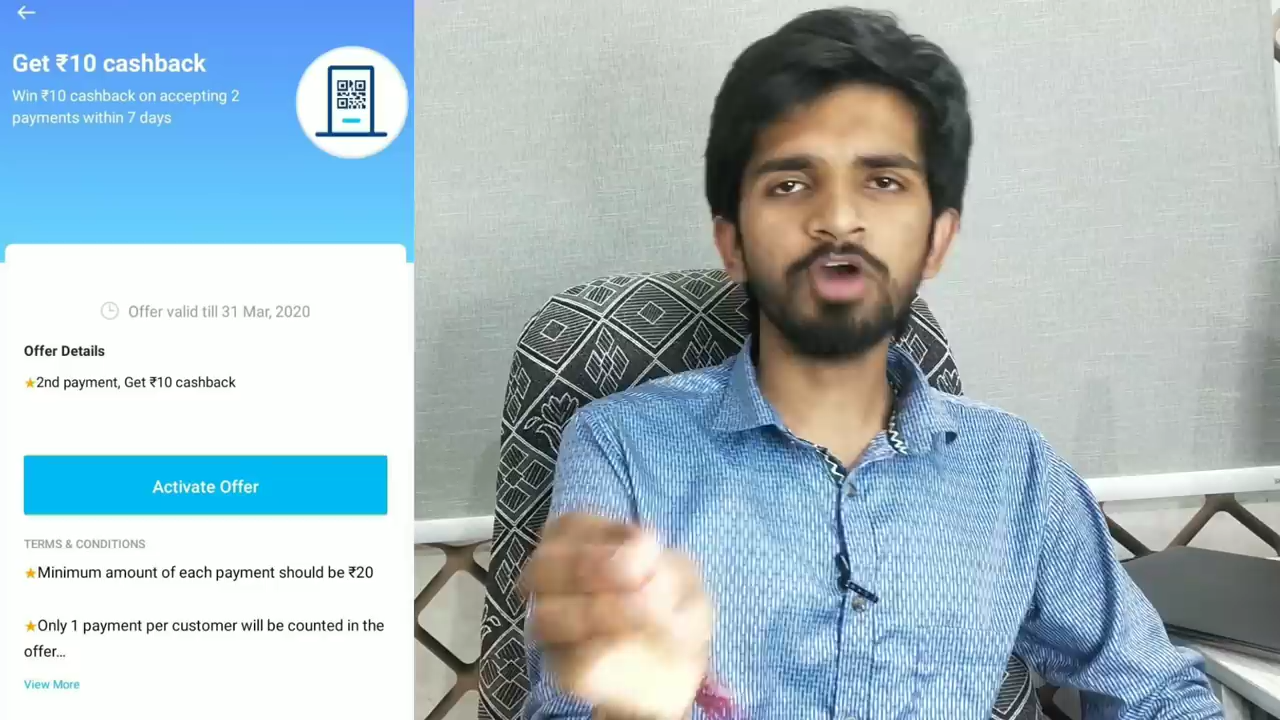 Get ₹10 cashback
Win ₹10 cashback on accepting 2
payments within 7 days
Offer valid till 31 Mar, 2020
Offer Details
★2nd payment, Get ₹10 cashback
Activate Offer
TERMS & CONDITIONS
★Minimum amount of each payment should be ₹20
★Only 1 payment per customer will be counted in the
offer...
View More